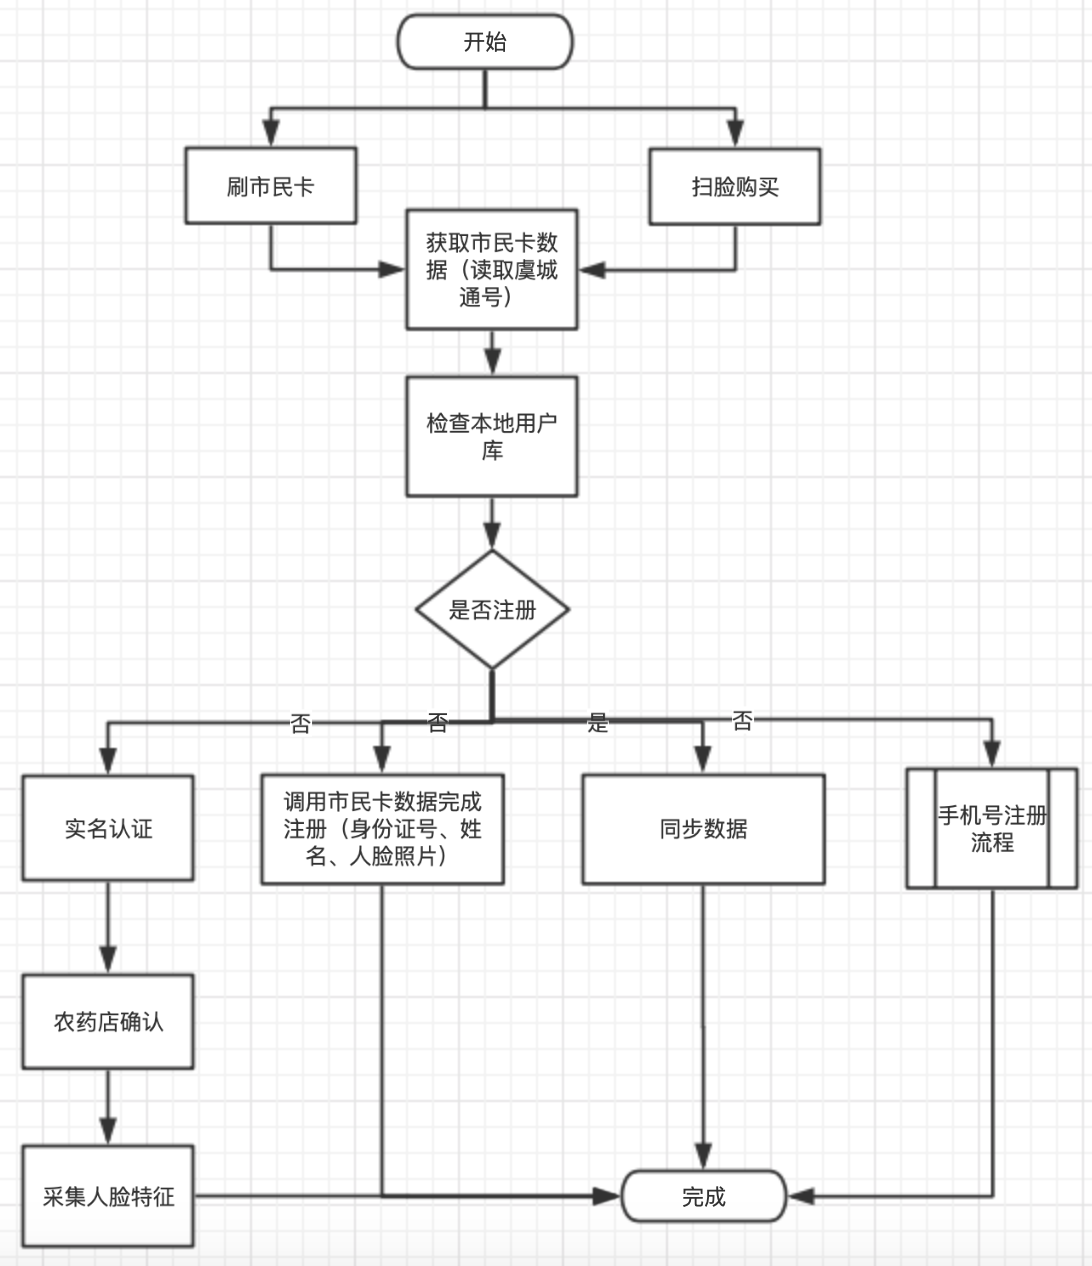 开始
刷市民卡
扫脸购买
获取市民卡数
据（读取虞城
通号）
检查本地用户
库
是否注册
否
否
是
否
实名认证
调用市民卡数据完成
注册（身份证号、姓
名、人脸照片）
同步数据
手机号注册
流程
农药店确认
采集人脸特征
完成